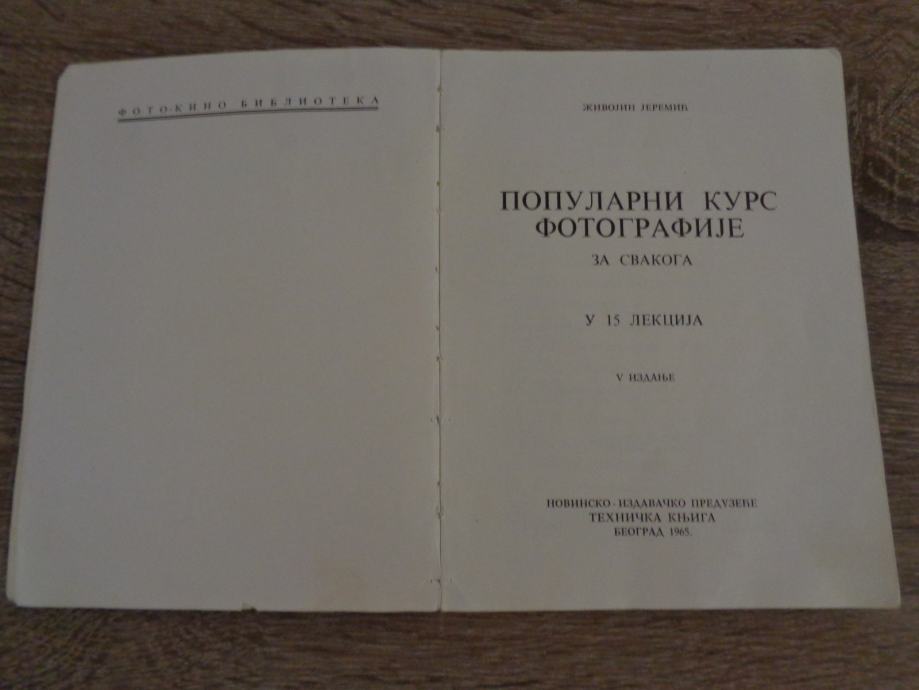 ФОТО-КИНО БИБЛИОТЕКА
ЖИВОЈИН ЈЕРЕМИЋ
ПОПУЛАРНИ КУРС
ФОТОГРАФИЈЕ
ЗА СВАКОГА
У 15 ЛЕКЦИЈА
V ИЗДАЊЕ
НОВИНСКО-ИЗДАВАЧКО ПРЕДУЗЕЋЕ
ТЕХНИЧКА КЊИГА
БЕОГРАД 1965.